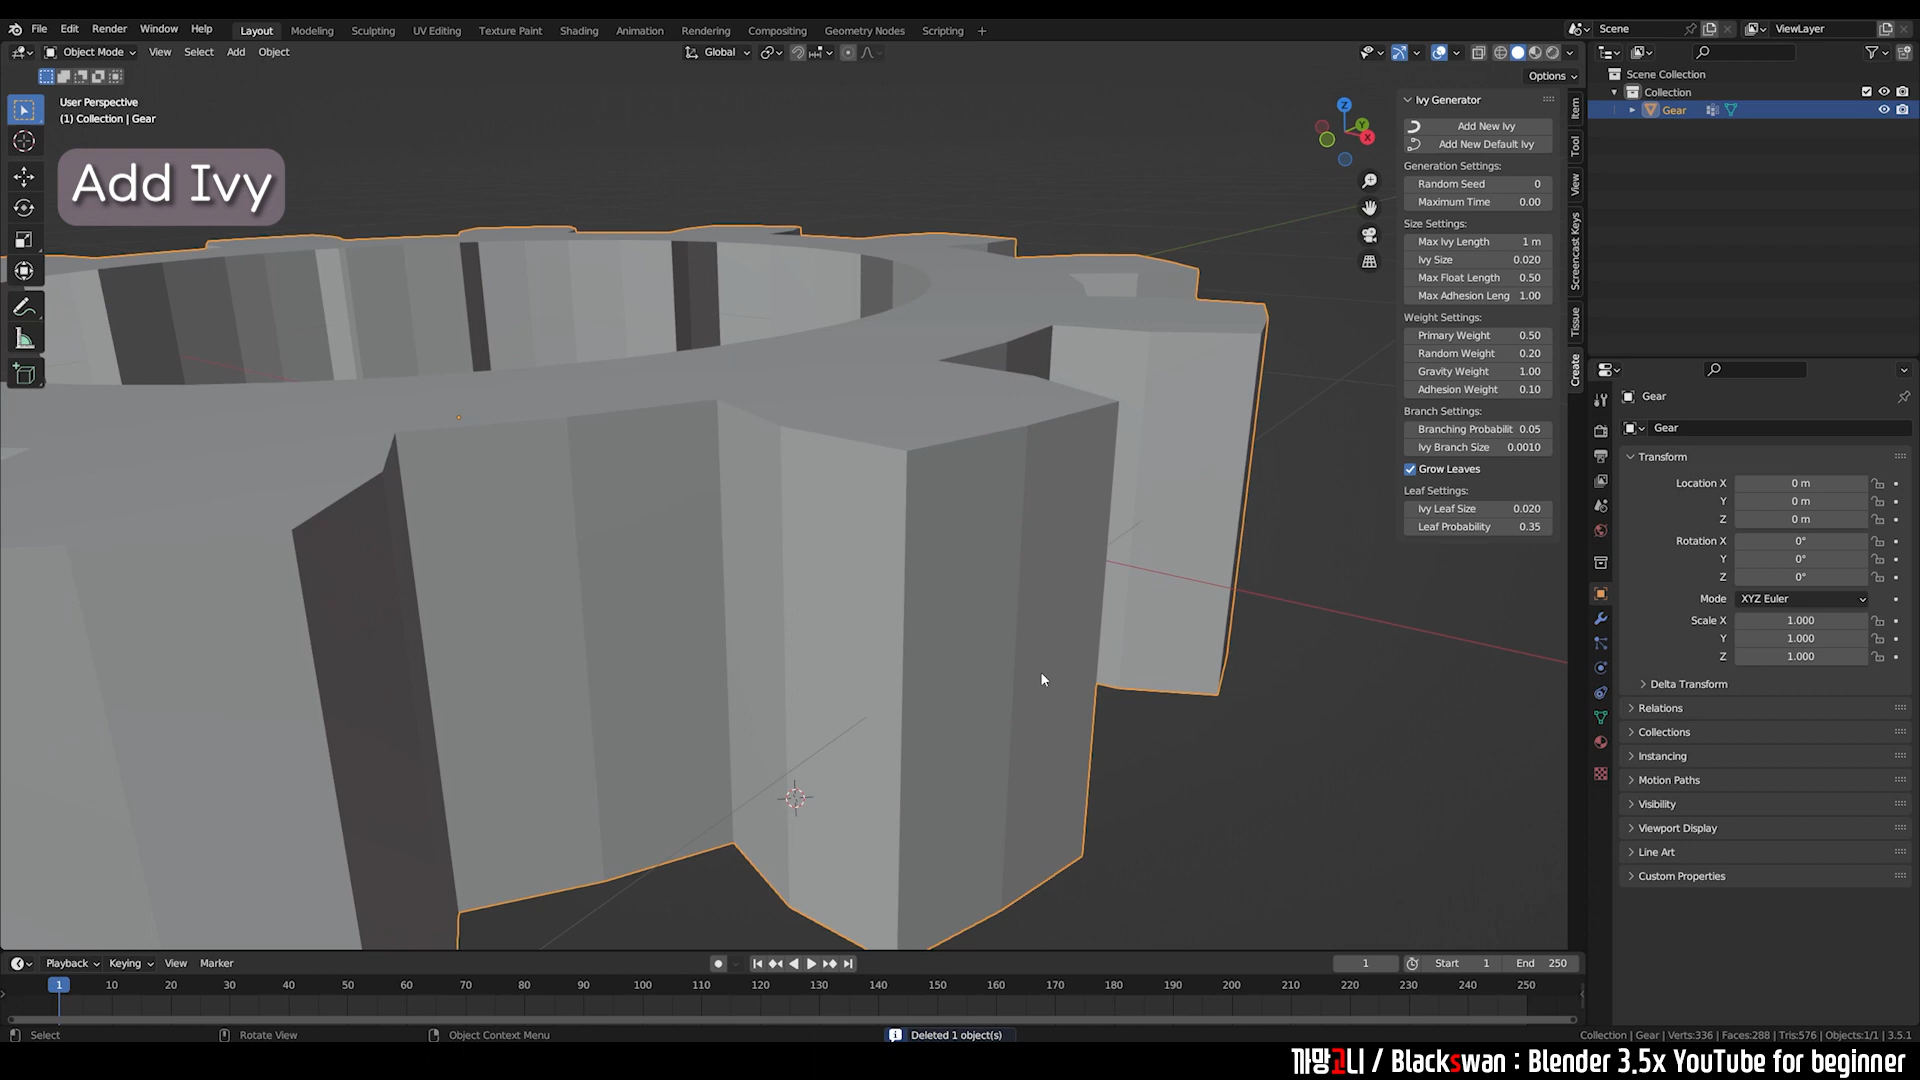 File Edit Render Window Help Layout Modeling Sculpting UV Editing Texture Paint Shading Animation Rendering Compositing Geometry Nodes Scripting + Scene ViewLayer
Object Mode View Select Add Object Global
Options
User Perspective
(1) Collection | Gear
Add Ivy
Z
Y
X
Ivy Generator
Add New Ivy
Add New Default Ivy
Generation Settings:
Random Seed 0
Maximum Time 0.00
Size Settings:
Max Ivy Length 1 m
Ivy Size 0.020
Max Float Length 0.50
Max Adhesion Leng 1.00
Weight Settings:
Primary Weight 0.50
Random Weight 0.20
Gravity Weight 1.00
Adhesion Weight 0.10
Branch Settings:
Branching Probabilit 0.05
Ivy Branch Size 0.0010
Grow Leaves
Leaf Settings:
Ivy Leaf Size 0.020
Leaf Probability 0.35
Item
Tool
View
Screencast Keys
Tissue
Create
Scene Collection
Collection
Gear
Gear
Gear
Transform
Location X 0 m
Y 0 m
Z 0 m
Rotation X 0°
Y 0°
Z 0°
Mode XYZ Euler
Scale X 1.000
Y 1.000
Z 1.000
Delta Transform
Relations
Collections
Instancing
Motion Paths
Visibility
Viewport Display
Line Art
Custom Properties
Playback Keying View Marker 1 Start 1 End 250
1 10 20 30 40 50 60 70 80 90 100 110 120 130 140 150 160 170 180 190 200 210 220 230 240 250
Select Rotate View Object Context Menu Deleted 1 object(s) Collection | Gear | Verts:336 | Faces:288 | Tris:576 | Objects:1/1 | 3.5.1
까망고니 / Blackswan : Blender 3.5x YouTube for beginner